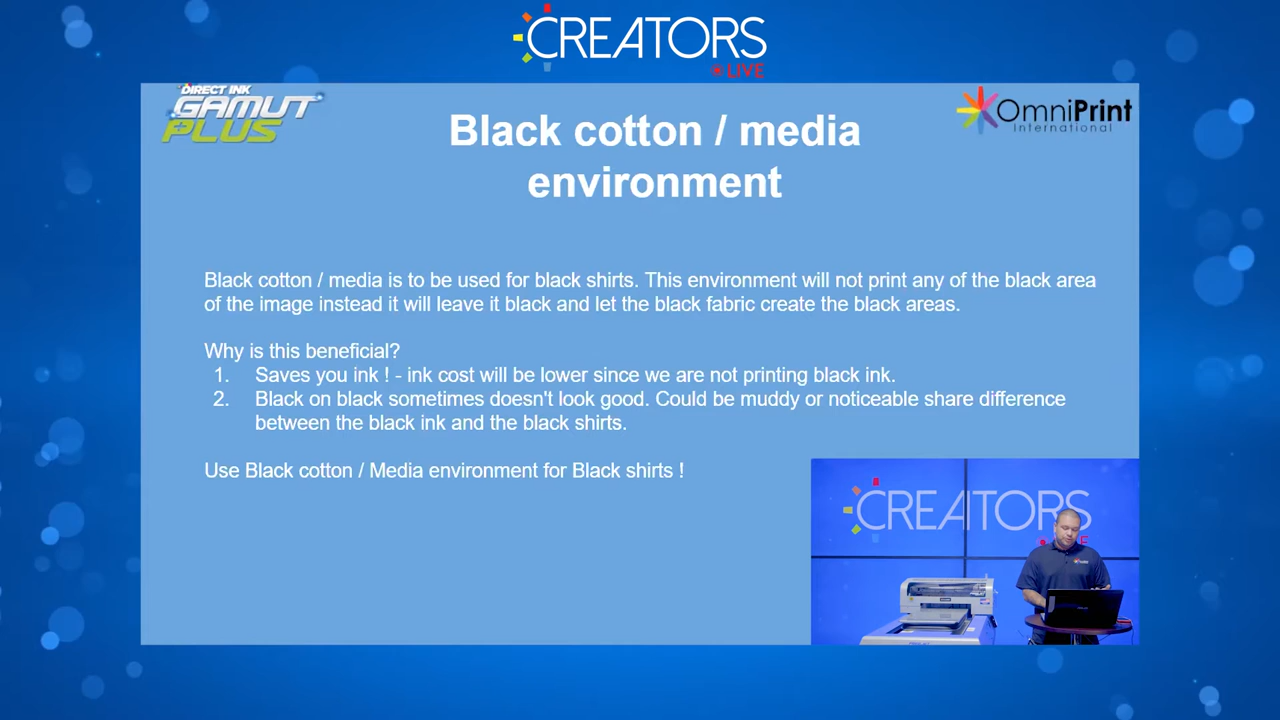 CREATORS
LIVE
DIRECT INK
GAMUT
PLUS
OmniPrint
International
Black cotton / media
environment
Black cotton / media is to be used for black shirts. This environment will not print any of the black area
of the image instead it will leave it black and let the black fabric create the black areas.
Why is this beneficial?
1. Saves you ink ! - ink cost will be lower since we are not printing black ink.
2. Black on black sometimes doesn't look good. Could be muddy or noticeable share difference
between the black ink and the black shirts.
Use Black cotton / Media environment for Black shirts !
CREATORS